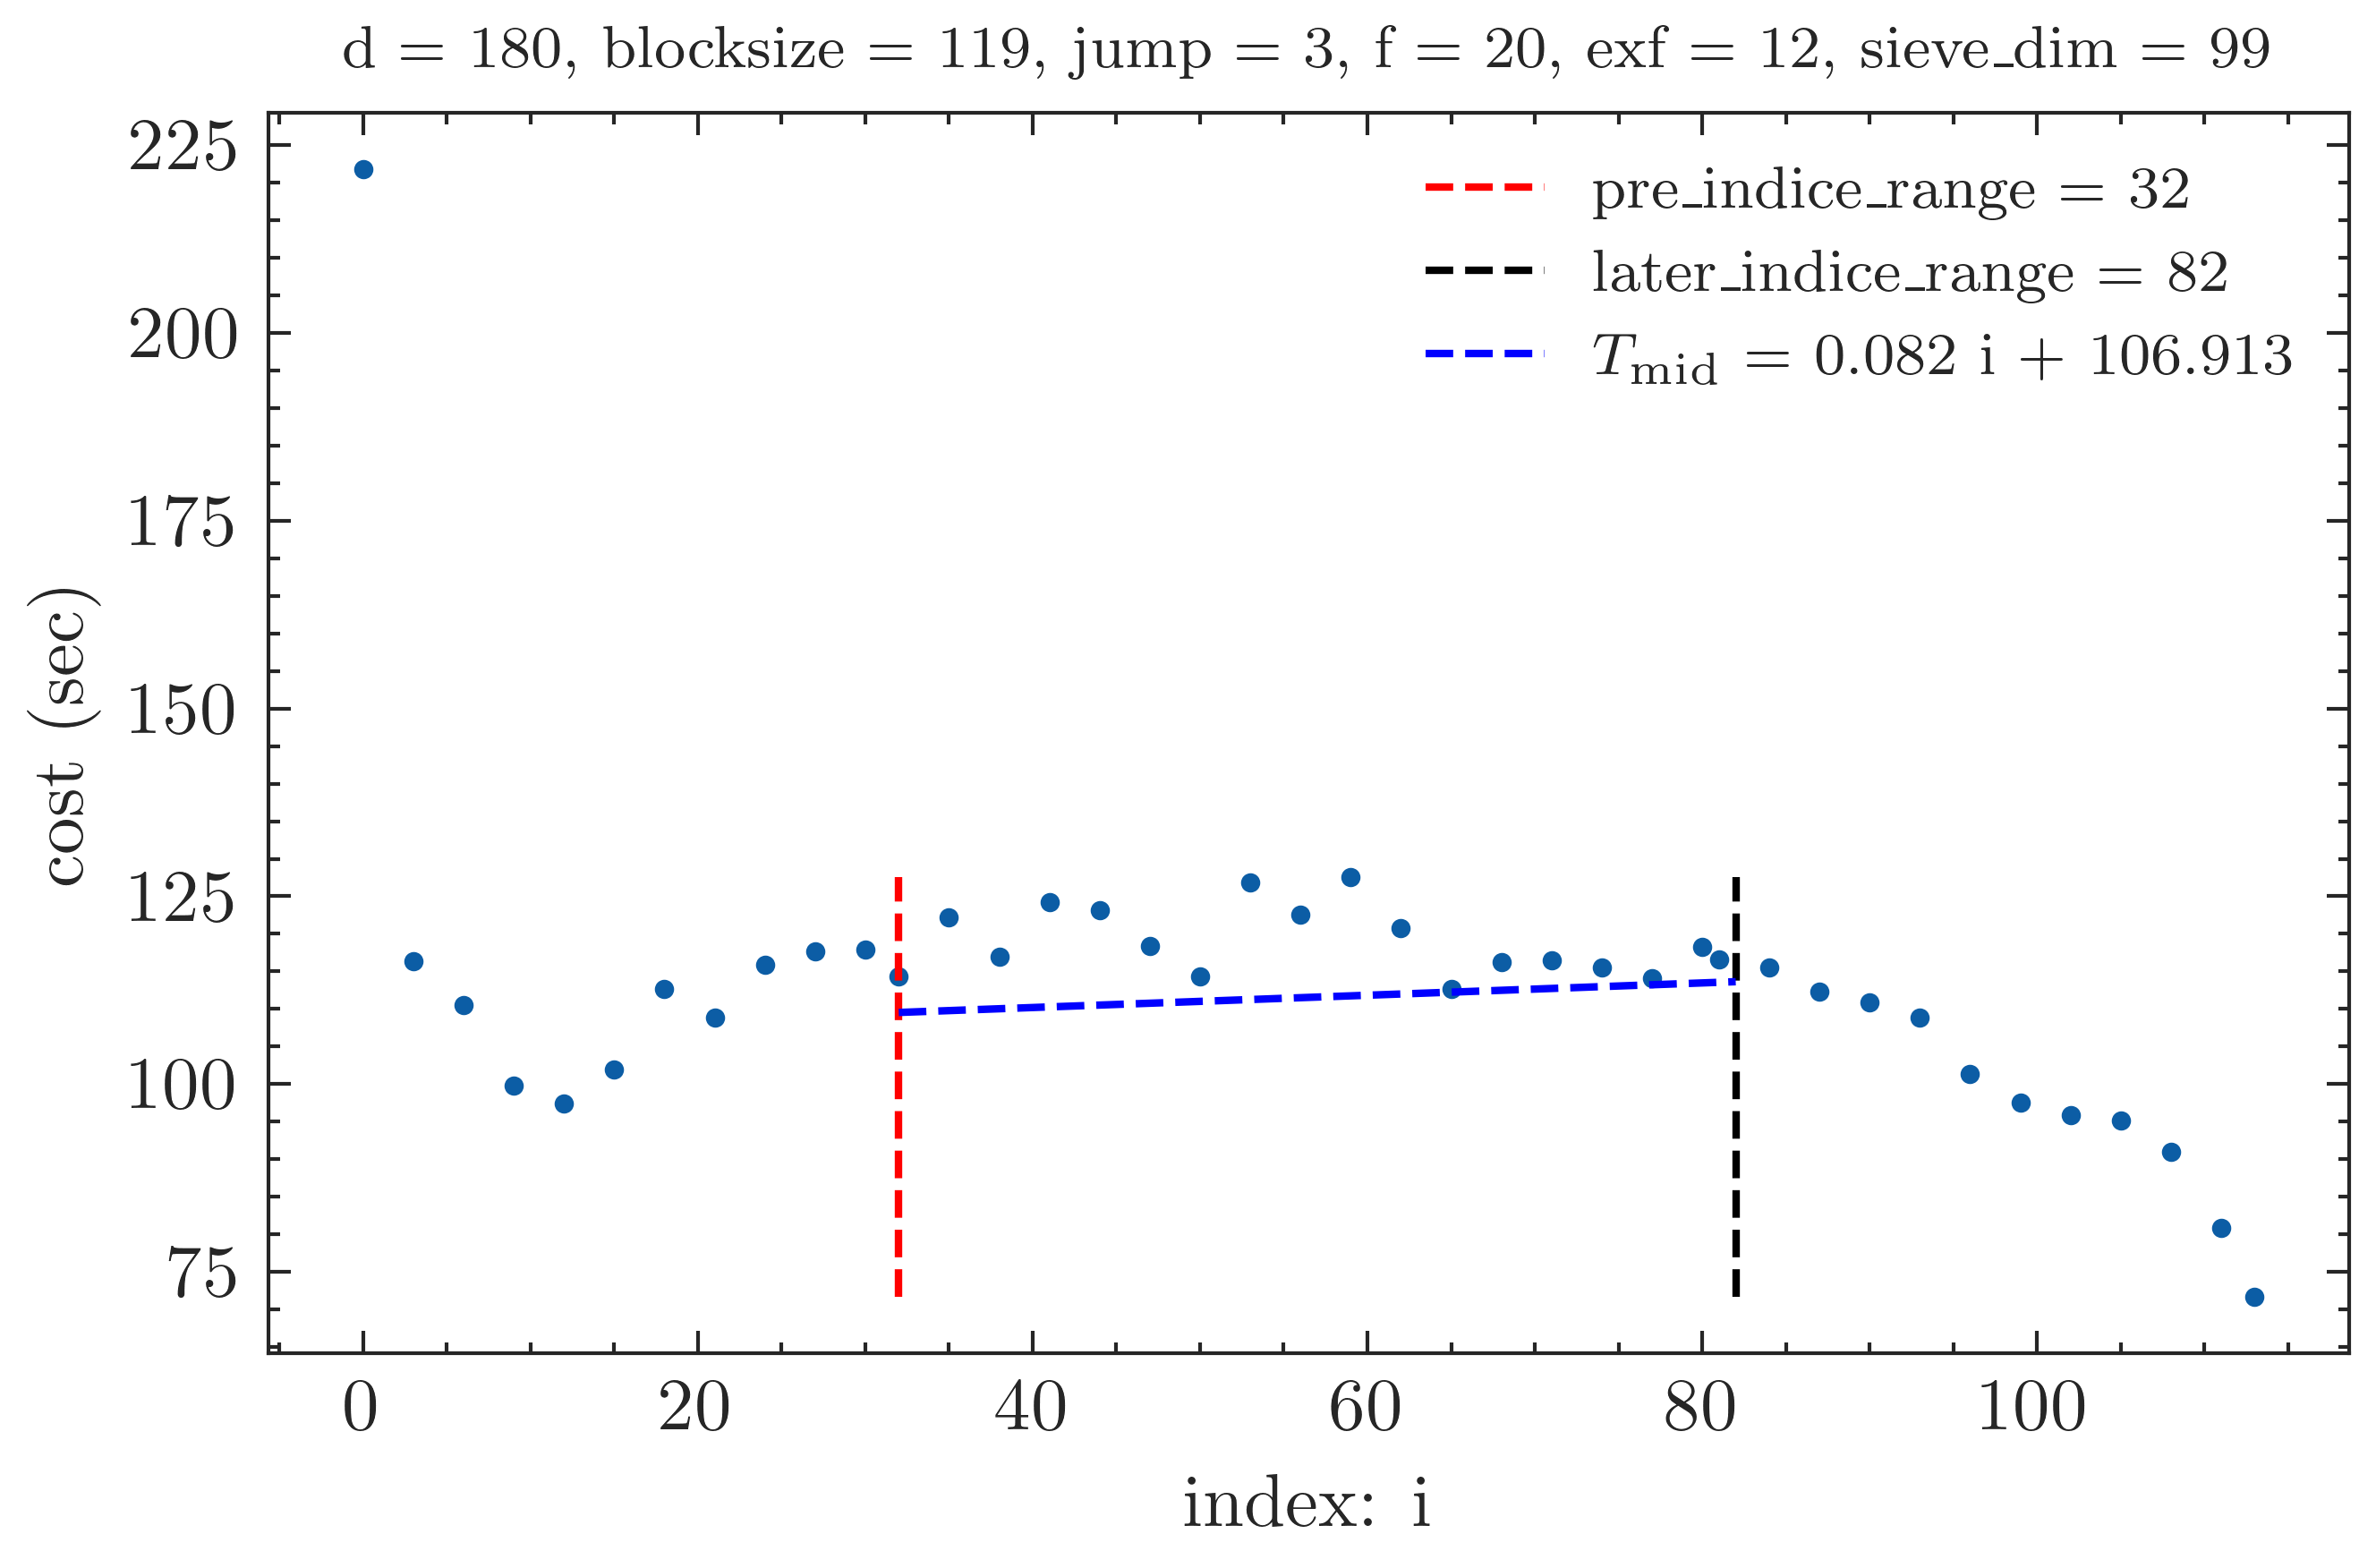 d = 180, blocksize = 119, jump = 3, f = 20, exf = 12, sieve_dim = 99
225
200
175
150
125
100
75
cost (sec)
pre_indice_range = 32
later_indice_range = 82
T_mid = 0.082 i + 106.913
0 20 40 60 80 100
index: i